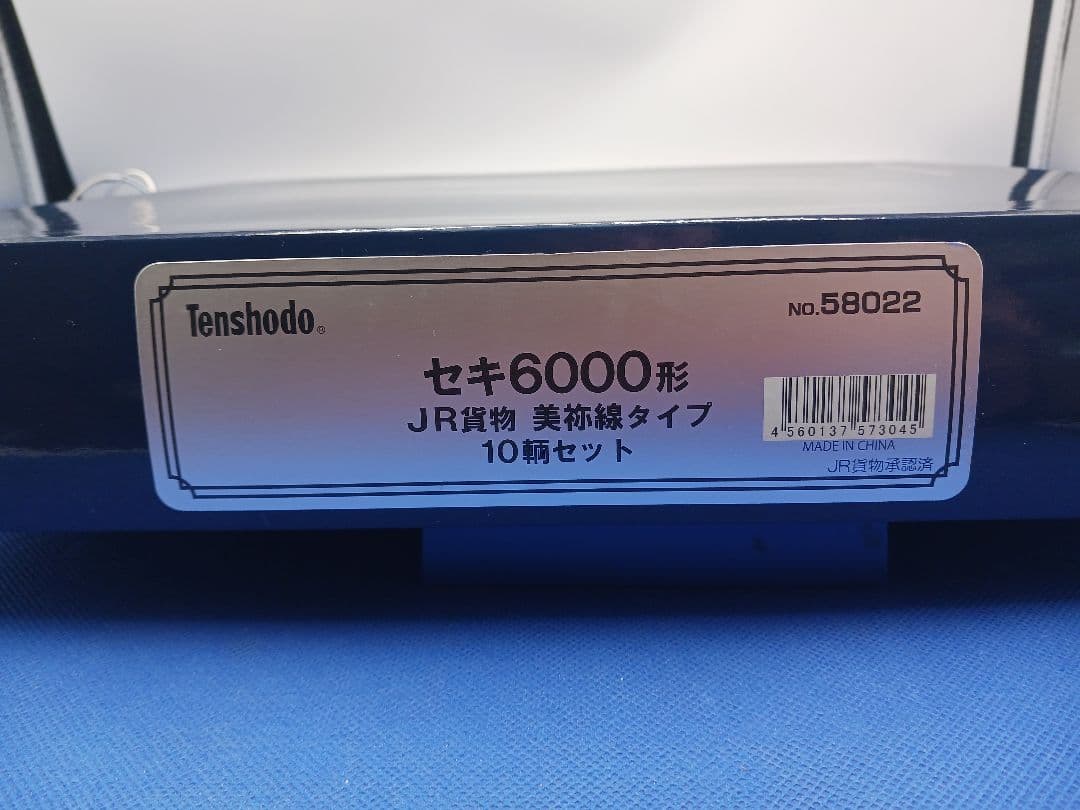 Tenshodo®
NO.58022
セキ6000形
JR貨物 美祢線タイプ
10輌セット
4 560137 573045
MADE IN CHINA
JR貨物承認済